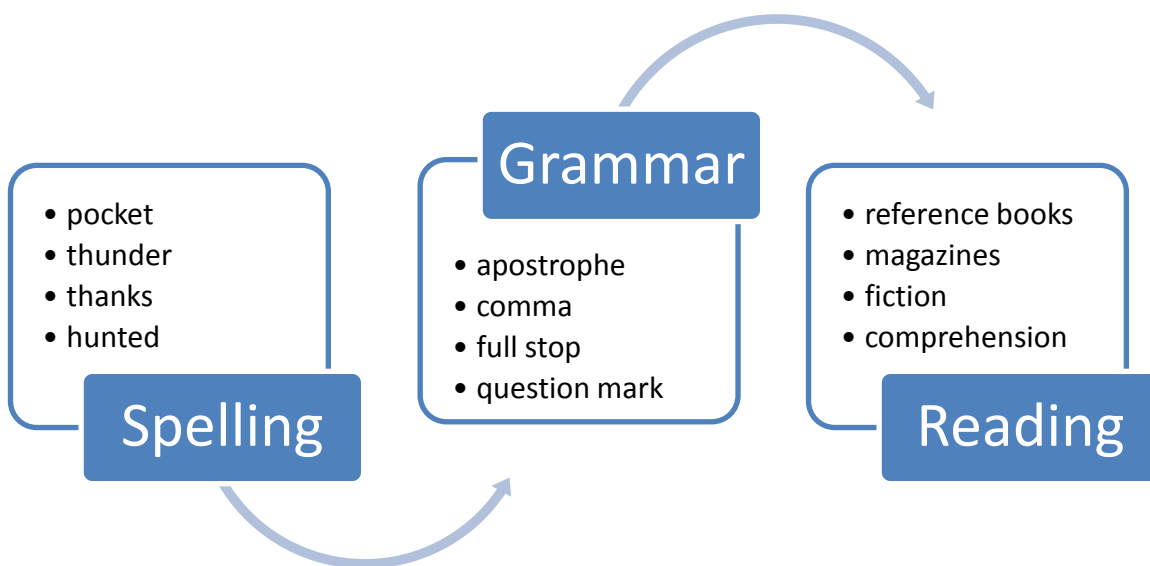 • pocket
• thunder
• thanks
• hunted
Spelling
Grammar
• apostrophe
• comma
• full stop
• question mark
• reference books
• magazines
• fiction
• comprehension
Reading